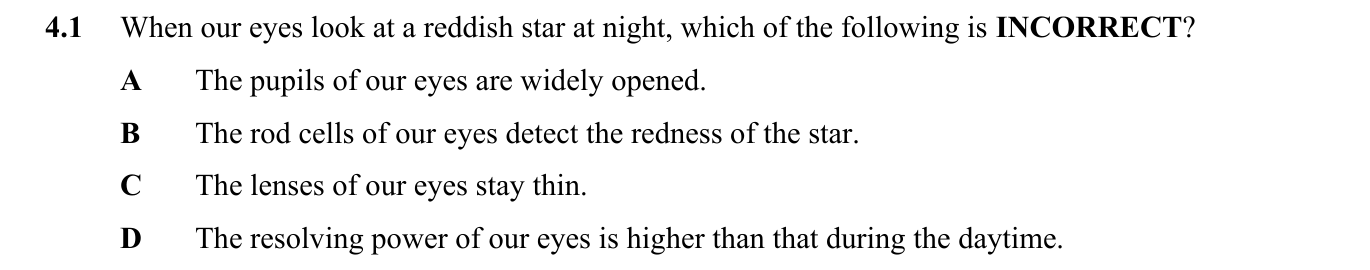 4.1 When our eyes look at a reddish star at night, which of the following is INCORRECT?
A The pupils of our eyes are widely opened.
B The rod cells of our eyes detect the redness of the star.
C The lenses of our eyes stay thin.
D The resolving power of our eyes is higher than that during the daytime.